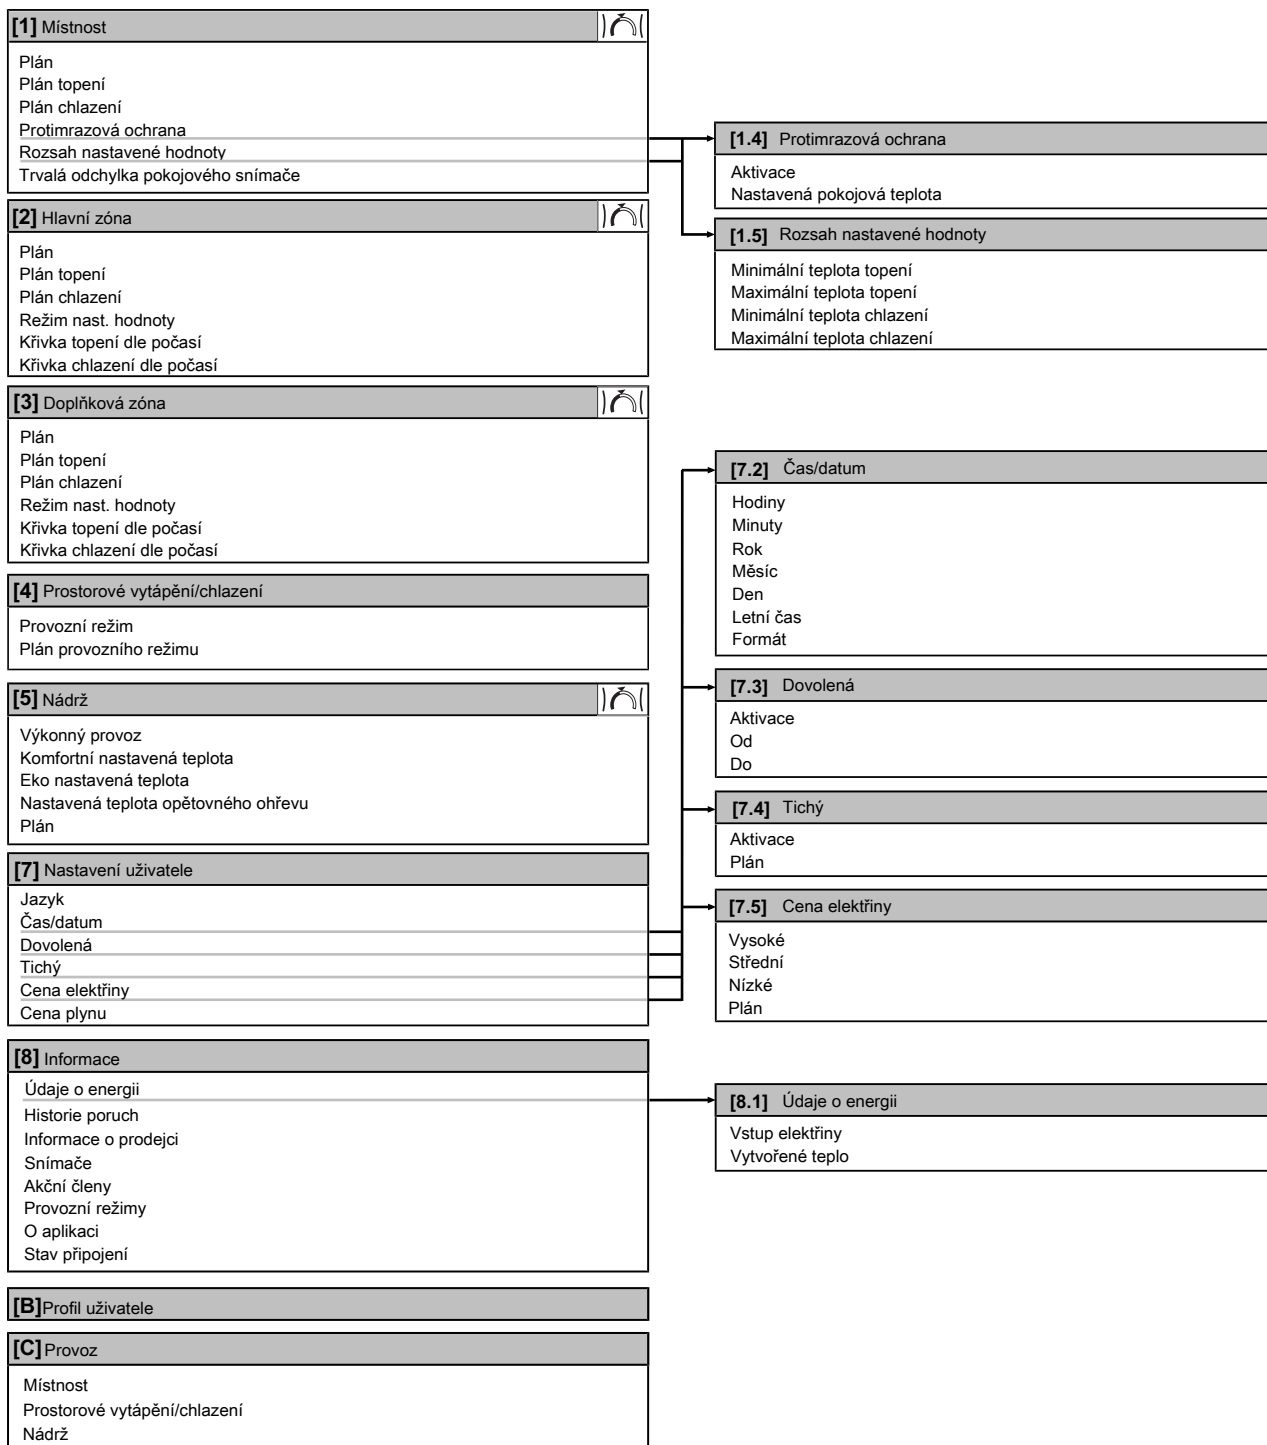 [1] Místnost
Plán
Plán topení
Plán chlazení
Protimrazová ochrana
Rozsah nastavené hodnoty
Trvalá odchylka pokojového snímače
[1.4] Protimrazová ochrana
Aktivace
Nastavená pokojová teplota
[1.5] Rozsah nastavené hodnoty
Minimální teplota topení
Maximální teplota topení
Minimální teplota chlazení
Maximální teplota chlazení
[2] Hlavní zóna
Plán
Plán topení
Plán chlazení
Režim nast. hodnoty
Křivka topení dle počasí
Křivka chlazení dle počasí
[3] Doplňková zóna
Plán
Plán topení
Plán chlazení
Režim nast. hodnoty
Křivka topení dle počasí
Křivka chlazení dle počasí
[4] Prostorové vytápění/chlazení
Provozní režim
Plán provozního režimu
[5] Nádrž
Výkonný provoz
Komfortní nastavená teplota
Eko nastavená teplota
Nastavená teplota opětovného ohřevu
Plán
[7] Nastavení uživatele
Jazyk
Čas/datum
Dovolená
Tichý
Cena elektřiny
Cena plynu
[7.2] Čas/datum
Hodiny
Minuty
Rok
Měsíc
Den
Letní čas
Formát
[7.3] Dovolená
Aktivace
Od
Do
[7.4] Tichý
Aktivace
Plán
[7.5] Cena elektřiny
Vysoké
Střední
Nízké
Plán
[8] Informace
Údaje o energii
Historie poruch
Informace o prodejci
Snímače
Akční členy
Provozní režimy
O aplikaci
Stav připojení
[8.1] Údaje o energii
Vstup elektřiny
Vytvořené teplo
[B] Profil uživatele
[C] Provoz
Místnost
Prostorové vytápění/chlazení
Nádrž